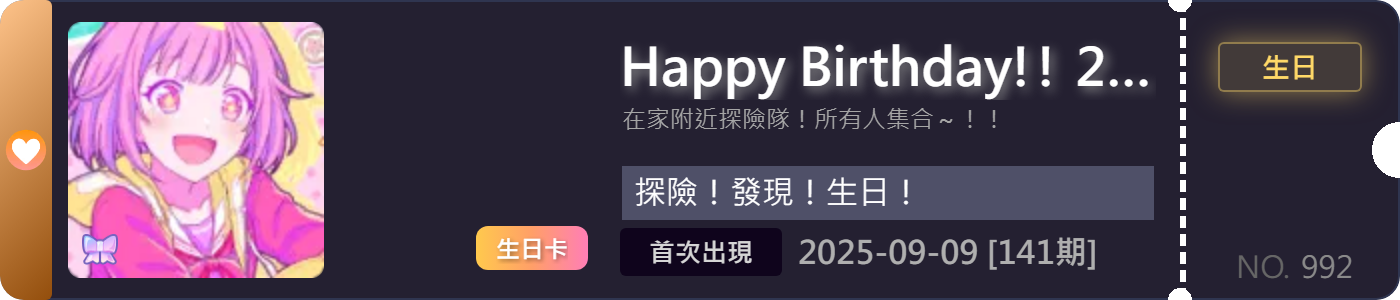 Happy Birthday!! 2...
在家附近探險隊！所有人集合～！！
探險！發現！生日！
生日卡
首次出現
2025-09-09 [141期]
生日
NO. 992